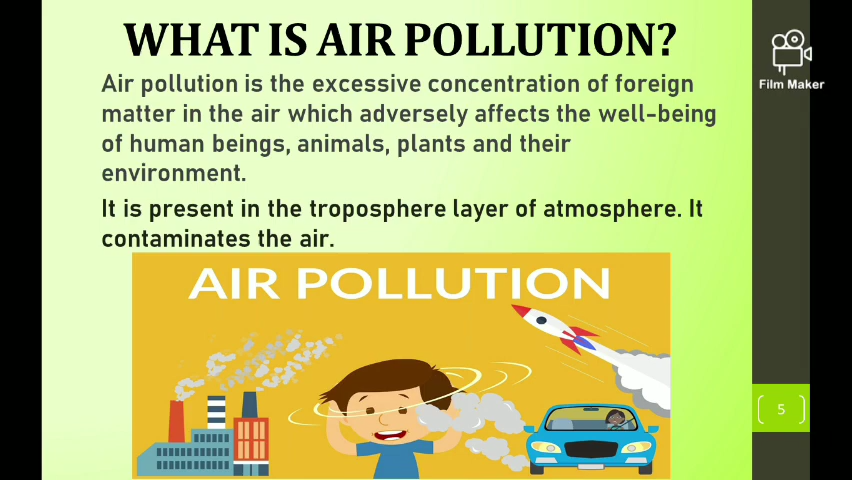 WHAT IS AIR POLLUTION?
Film Maker
Air pollution is the excessive concentration of foreign
matter in the air which adversely affects the well-being
of human beings, animals, plants and their
environment.
It is present in the troposphere layer of atmosphere. It
contaminates the air.
AIR POLLUTION
5